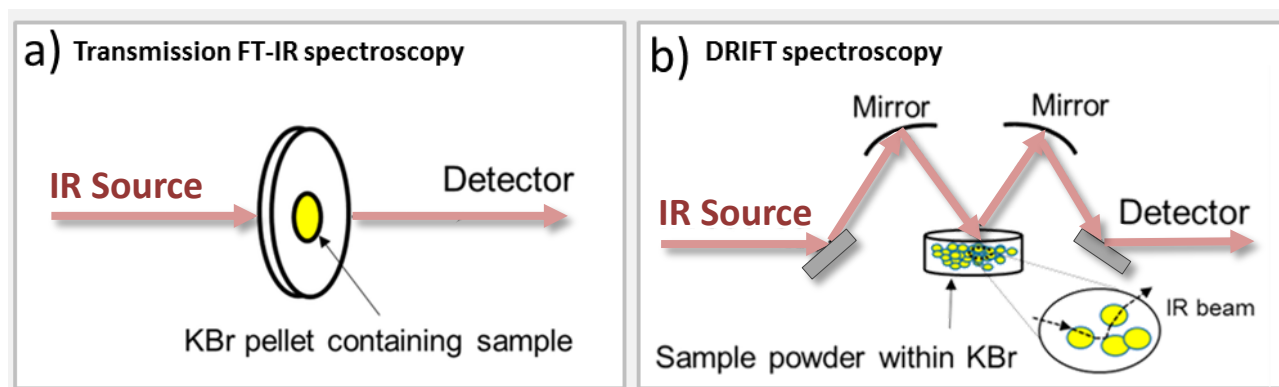 a) Transmission FT-IR spectroscopy
IR Source
Detector
KBr pellet containing sample
b) DRIFT spectroscopy
Mirror
Mirror
IR Source
Detector
IR beam
Sample powder within KBr